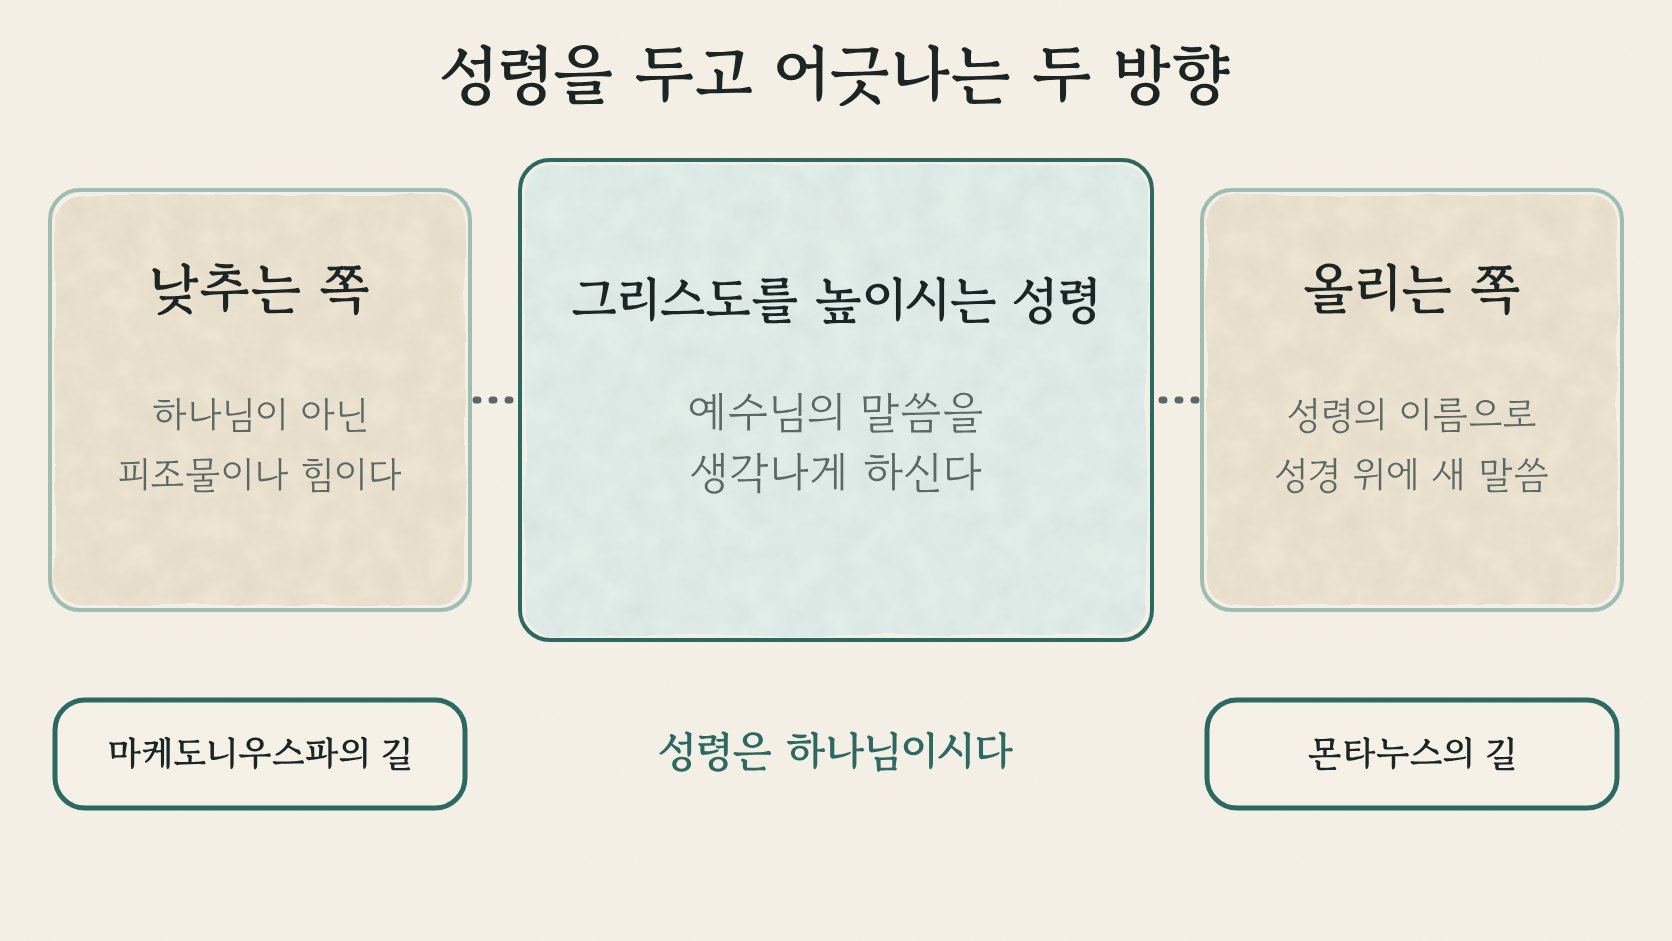 성령을 두고 어긋나는 두 방향
낮추는 쪽
하나님이 아닌
피조물이나 힘이다
그리스도를 높이시는 성령
예수님의 말씀을
생각나게 하신다
올리는 쪽
성령의 이름으로
성경 위에 새 말씀
마케도니우스파의 길
성령은 하나님이시다
몬타누스의 길